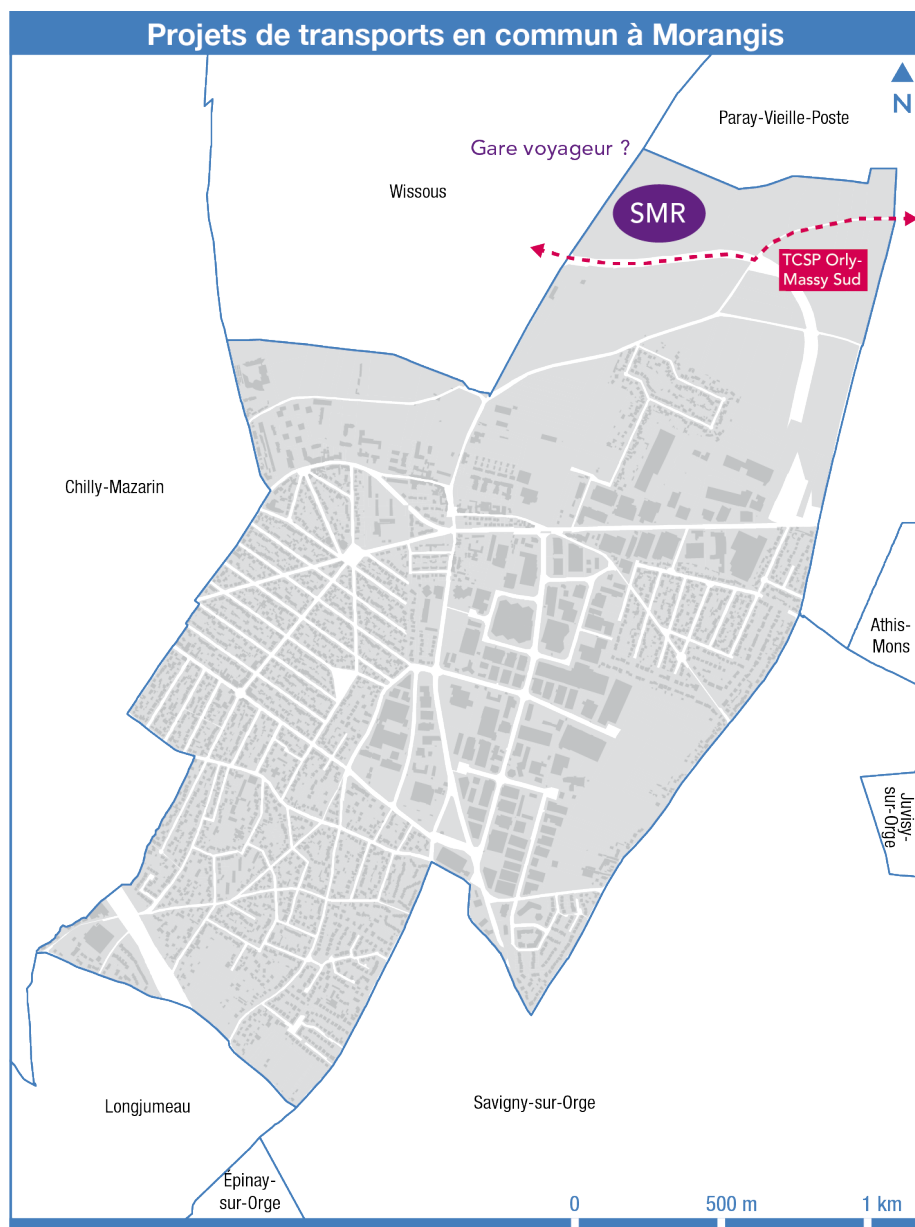 Projets de transports en commun à Morangis
N
Paray-Vieille-Poste
Gare voyageur ?
Wissous
SMR
TCSP Orly-
Massy Sud
Chilly-Mazarin
Athis-
Mons
Juvisy-
sur-Orge
Longjumeau
Savigny-sur-Orge
Épinay-
sur-Orge
0
500 m
1 km